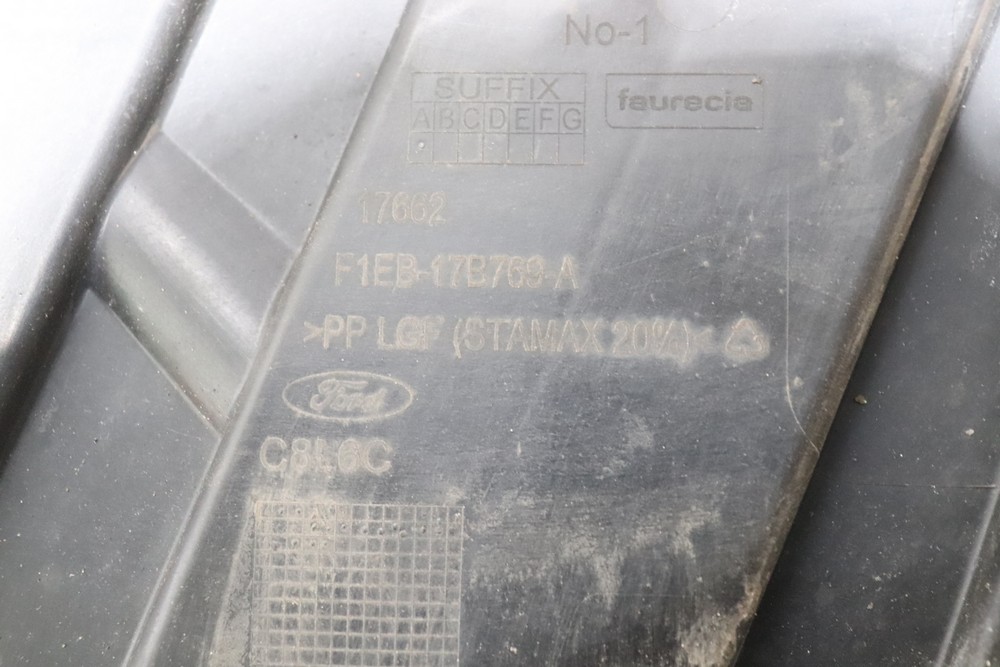 No-1
SUFFIX
faurecia
A B C D E F G
17662
F1EB-17B769-A
>PP LGF (STAMAX 20%)<
Ford